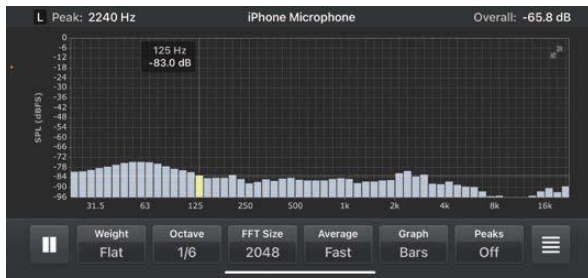 L Peak: 2240 Hz iPhone Microphone Overall: -65.8 dB
0
-6
-12
-18
-24
-30
-36
-42
-48
-54
-60
-66
-72
-78
-84
-90
-96
SPL (dBFS)
125 Hz
-83.0 dB
31.5 63 125 250 500 1k 2k 4k 8k 16k
Weight Octave FFT Size Average Graph Peaks
Flat 1/6 2048 Fast Bars Off